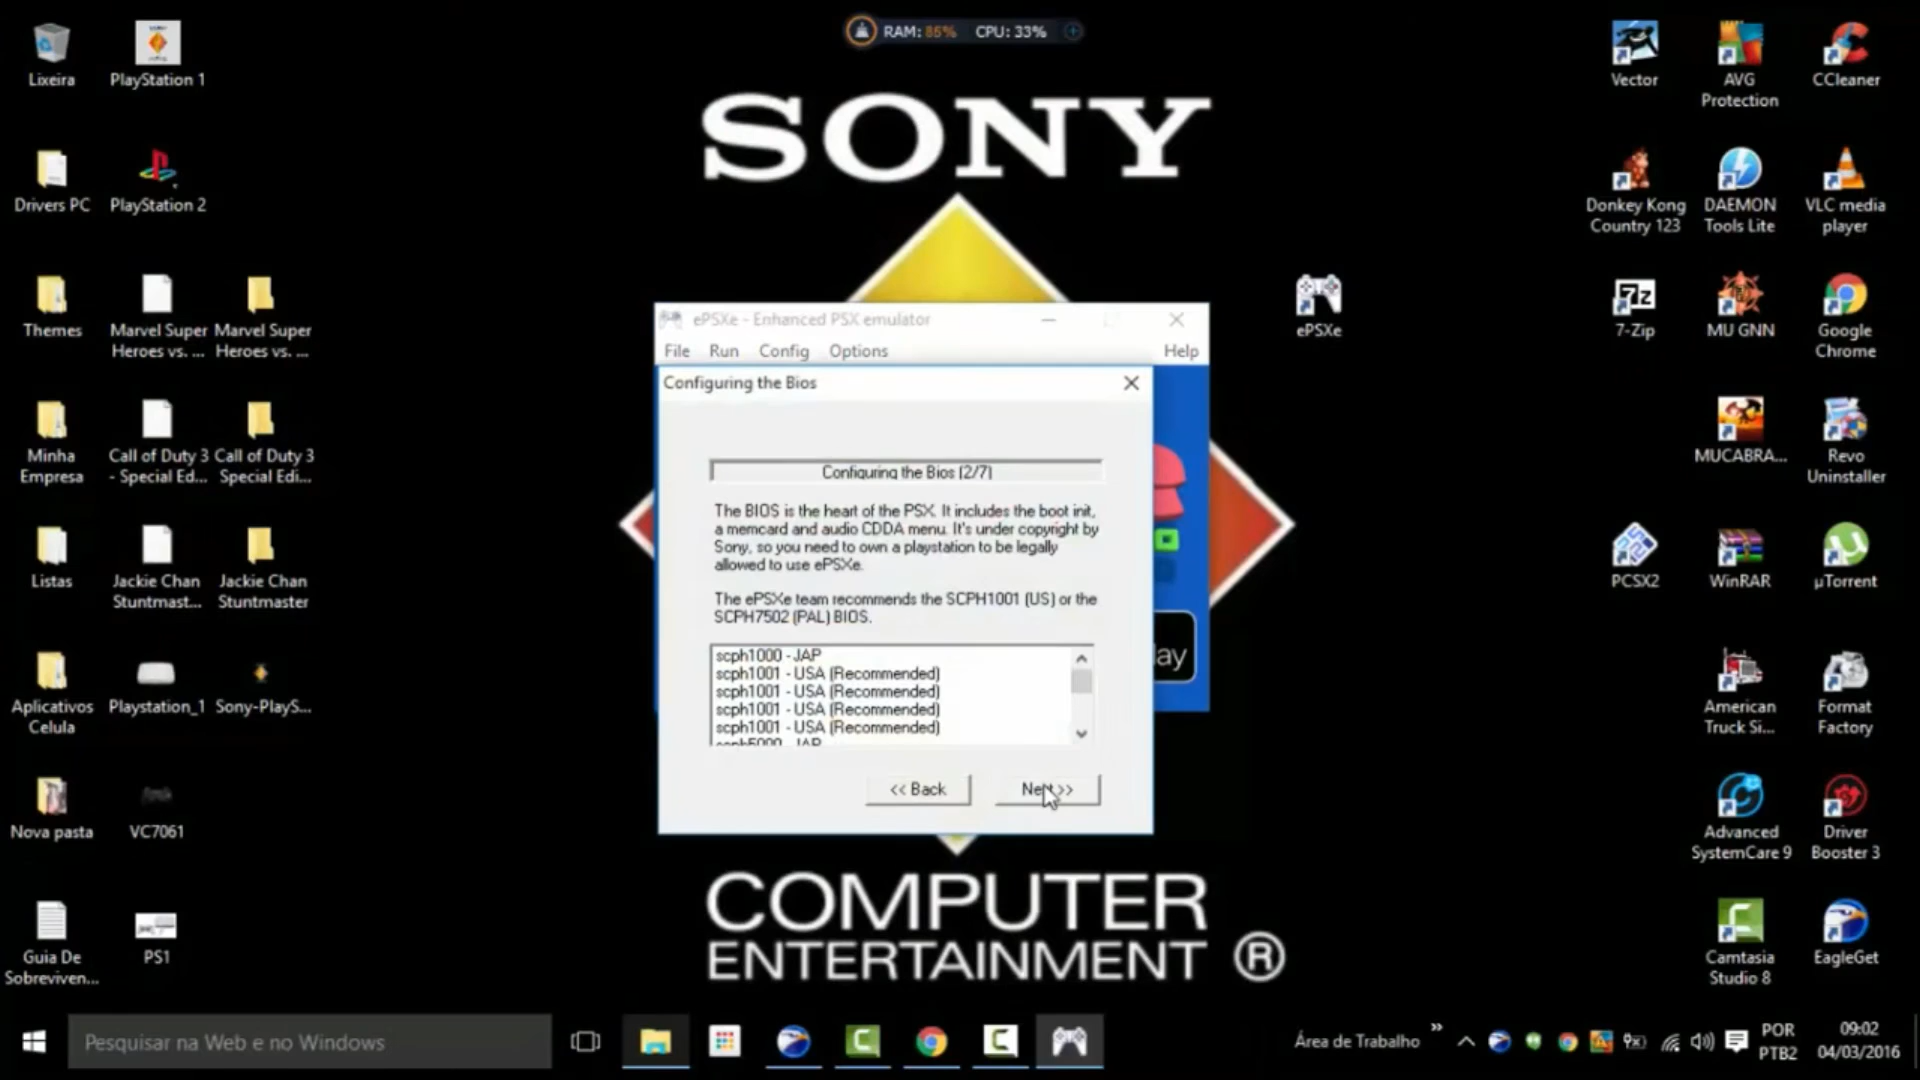 RAM: 86% CPU: 33%
Lixeira
PlayStation 1
Vector
AVG
Protection
CCleaner
SONY
Drivers PC
PlayStation 2
Donkey Kong
Country 123
DAEMON
Tools Lite
VLC media
player
Themes
Marvel Super
Heroes vs. ...
Marvel Super
Heroes vs. ...
ePSXe
7-Zip
MU GNN
Google
Chrome
ePSXe - Enhanced PSX emulator
File Run Config Options Help
Configuring the Bios
Configuring the Bios (2/7)
The BIOS is the heart of the PSX. It includes the boot init,
a memcard and audio CDDA menu. It's under copyright by
Sony, so you need to own a playstation to be legally
allowed to use ePSXe.
The ePSXe team recommends the SCPH1001 (US) or the
SCPH7502 (PAL) BIOS.
scph1000 - JAP
scph1001 - USA (Recommended)
scph1001 - USA (Recommended)
scph1001 - USA (Recommended)
scph1001 - USA (Recommended)
scph5000 - JAP
<< Back
Next >>
lay
Minha
Empresa
Call of Duty 3
- Special Ed...
Call of Duty 3
Special Edi...
MUCABRA...
Revo
Uninstaller
Listas
Jackie Chan
Stuntmast...
Jackie Chan
Stuntmaster
PCSX2
WinRAR
µTorrent
Aplicativos
Celula
Playstation_1
Sony-PlayS...
American
Truck Si...
Format
Factory
Nova pasta
VC7061
Advanced
SystemCare 9
Driver
Booster 3
COMPUTER
ENTERTAINMENT ®
Guia De
Sobreviven...
PS1
Camtasia
Studio 8
EagleGet
Pesquisar na Web e no Windows
Área de Trabalho
POR
PTB2
09:02
04/03/2016